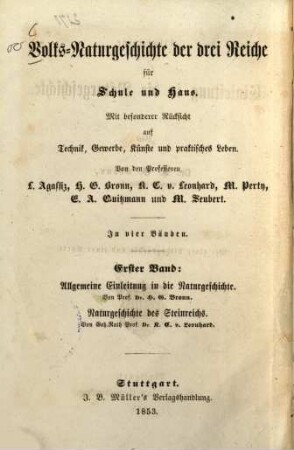 Volks-Naturgeschichte der drei Reiche
für
Schule und Haus.
Mit besonderer Rücksicht
auf
Technik, Gewerbe, Künste und praktisches Leben.
Von den Professoren
L. Agassiz, H. G. Bronn, K. C. v. Leonhard, M. Perty,
E. A. Quitzmann und M. Seubert.
In vier Bänden.
Erster Band:
Allgemeine Einleitung in die Naturgeschichte.
Von Prof. Dr. H. G. Bronn.
Naturgeschichte des Steinreichs.
Von Geh.Rath Prof. Dr. K. C. v. Leonhard.
Stuttgart.
J. B. Müller's Verlagshandlung.
1853.